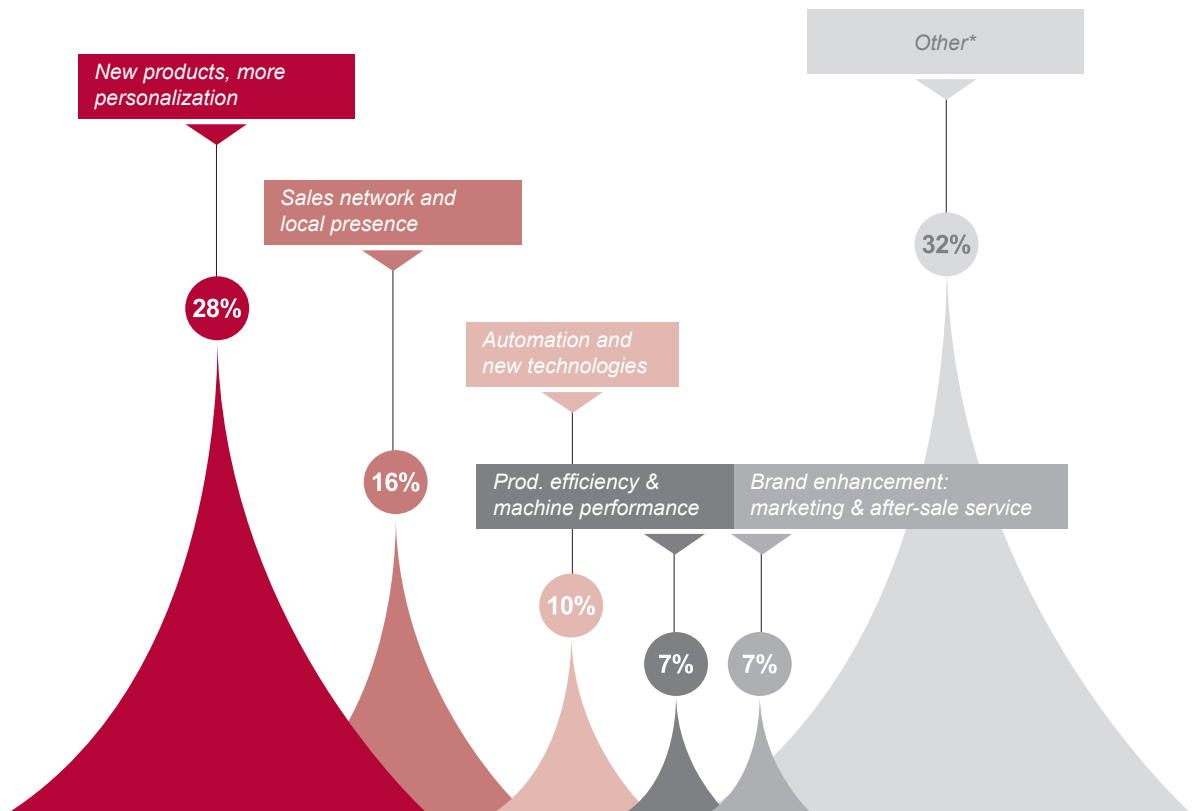 Other*
New products, more
personalization
Sales network and
local presence
32%
28%
Automation and
new technologies
16%
Prod. efficiency &
machine performance
Brand enhancement:
marketing & after-sale service
10%
7%
7%